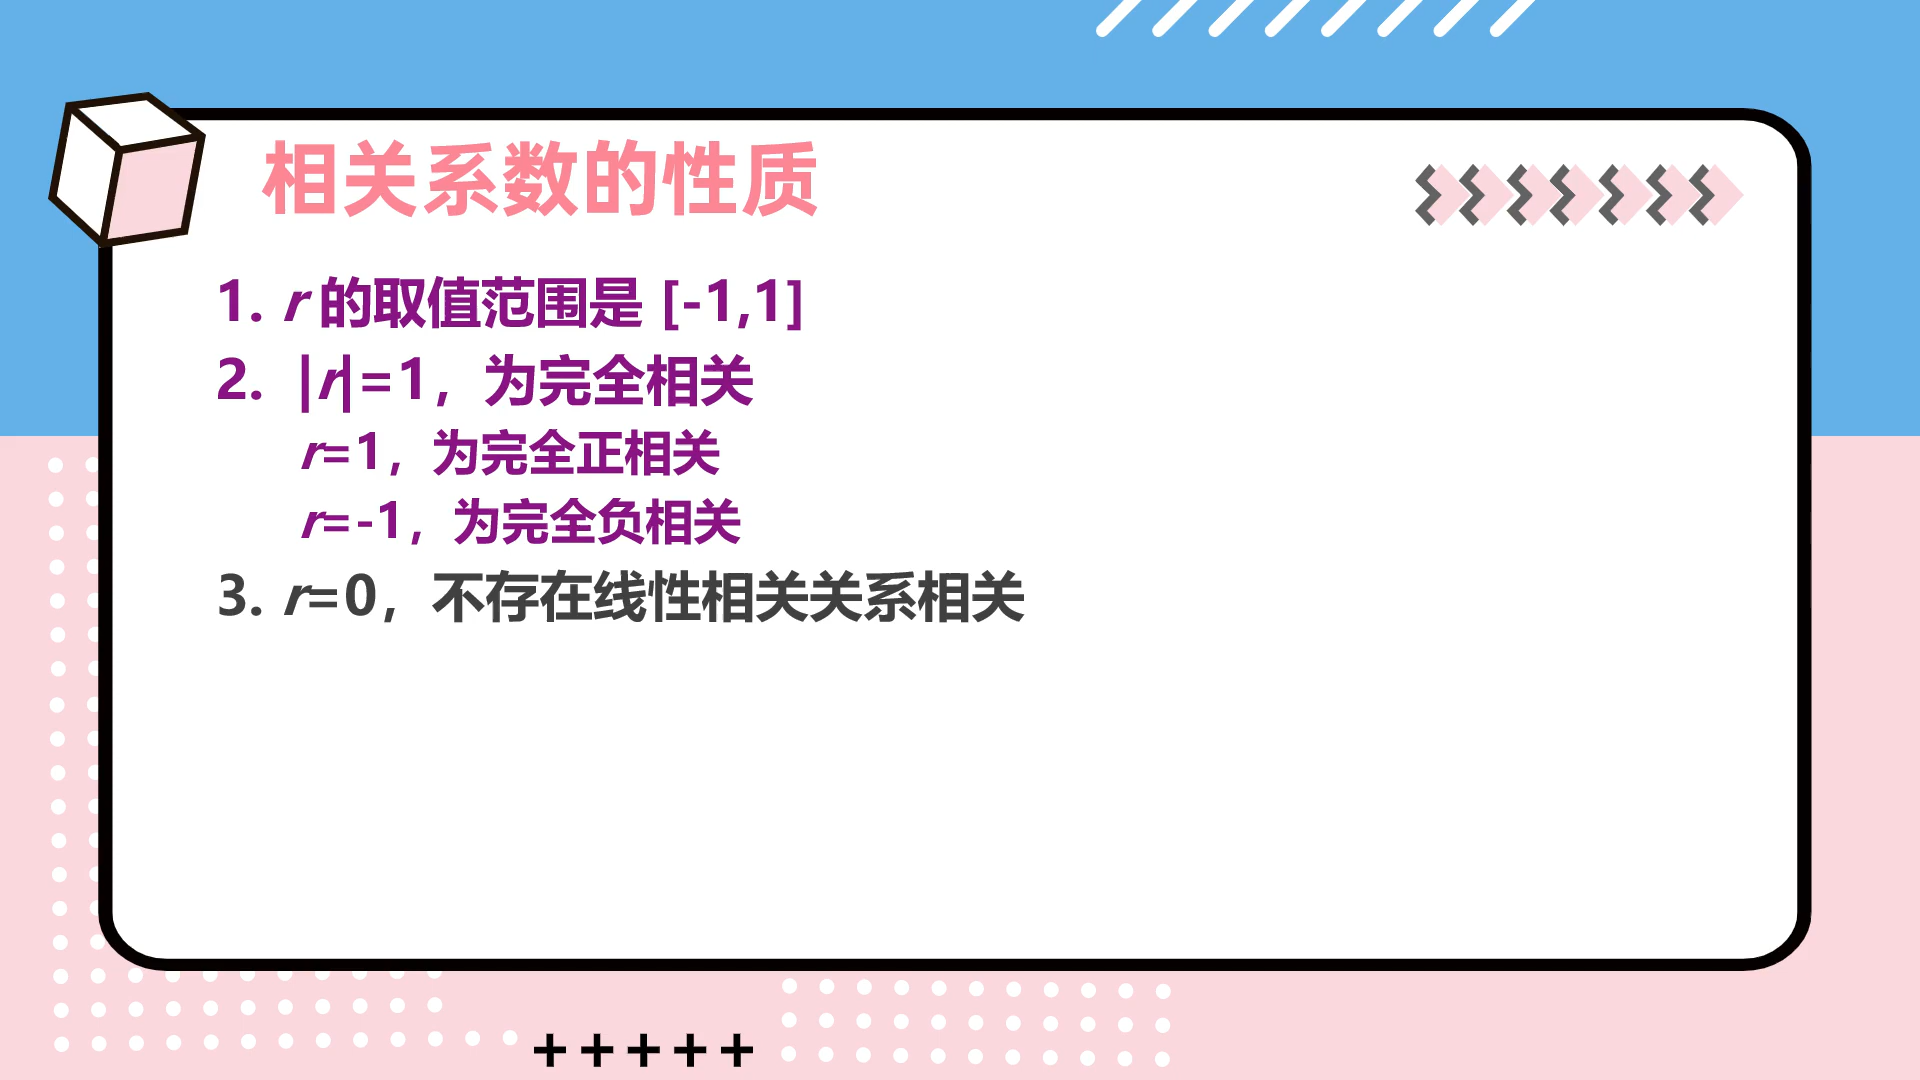 相关系数的性质
1. r 的取值范围是 [-1,1]
2. |r|=1，为完全相关
r=1，为完全正相关
r=-1，为完全负相关
3. r=0，不存在线性相关关系相关